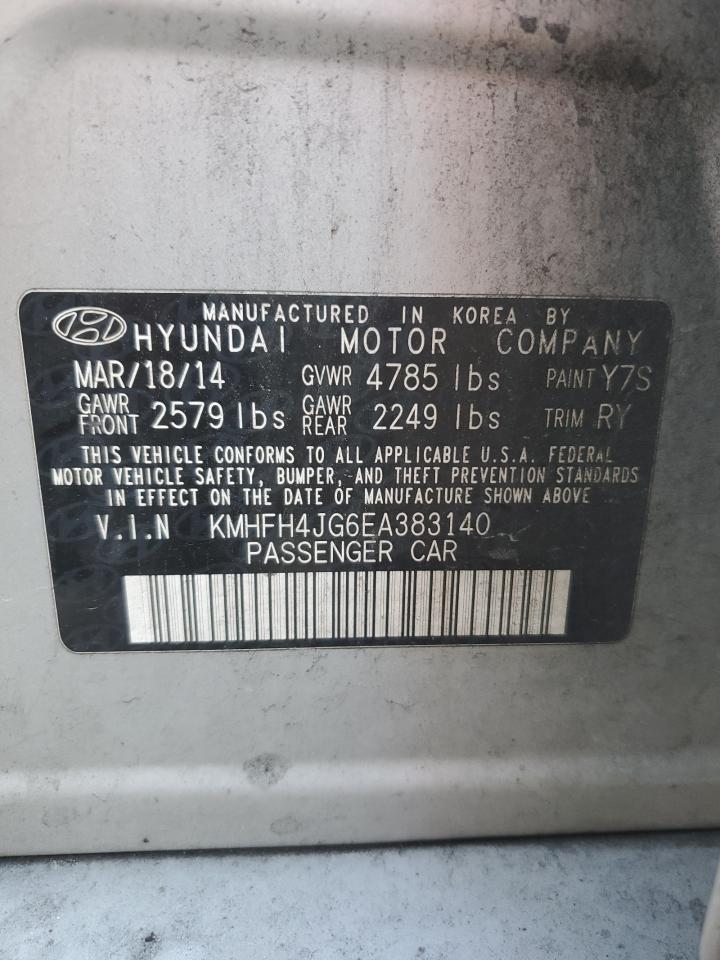 MANUFACTURED IN KOREA BY
HYUNDAI MOTOR COMPANY
MAR/18/14 GVWR 4785 lbs PAINT Y7S
GAWR FRONT 2579 lbs GAWR REAR 2249 lbs TRIM RY
THIS VEHICLE CONFORMS TO ALL APPLICABLE U.S.A. FEDERAL
MOTOR VEHICLE SAFETY, BUMPER, AND THEFT PREVENTION STANDARDS
IN EFFECT ON THE DATE OF MANUFACTURE SHOWN ABOVE
V.I.N KMHFH4JG6EA383140
PASSENGER CAR